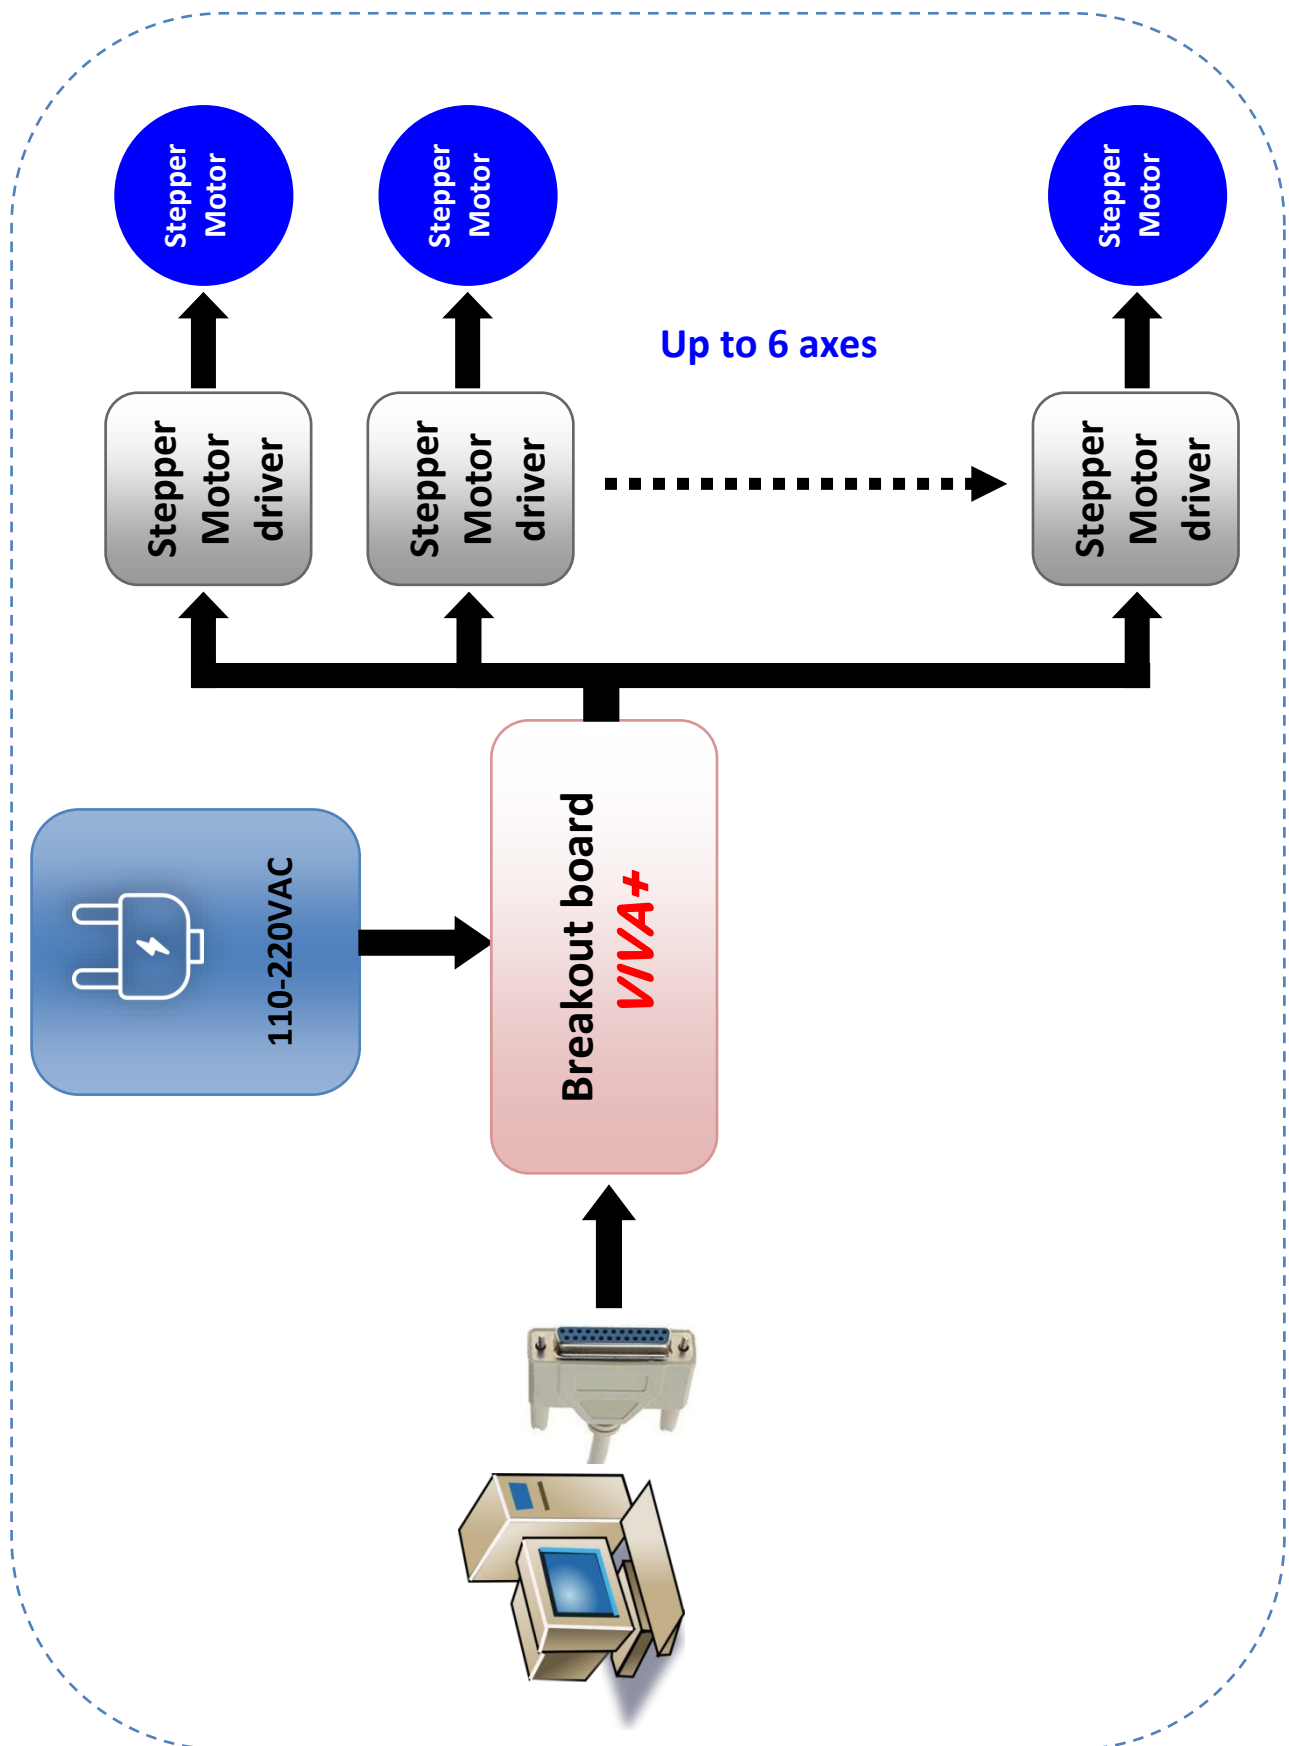 Stepper
Motor
Stepper
Motor
Stepper
Motor
Up to 6 axes
Stepper
Motor
driver
Stepper
Motor
driver
Stepper
Motor
driver
110-220VAC
Breakout board
VIVA+